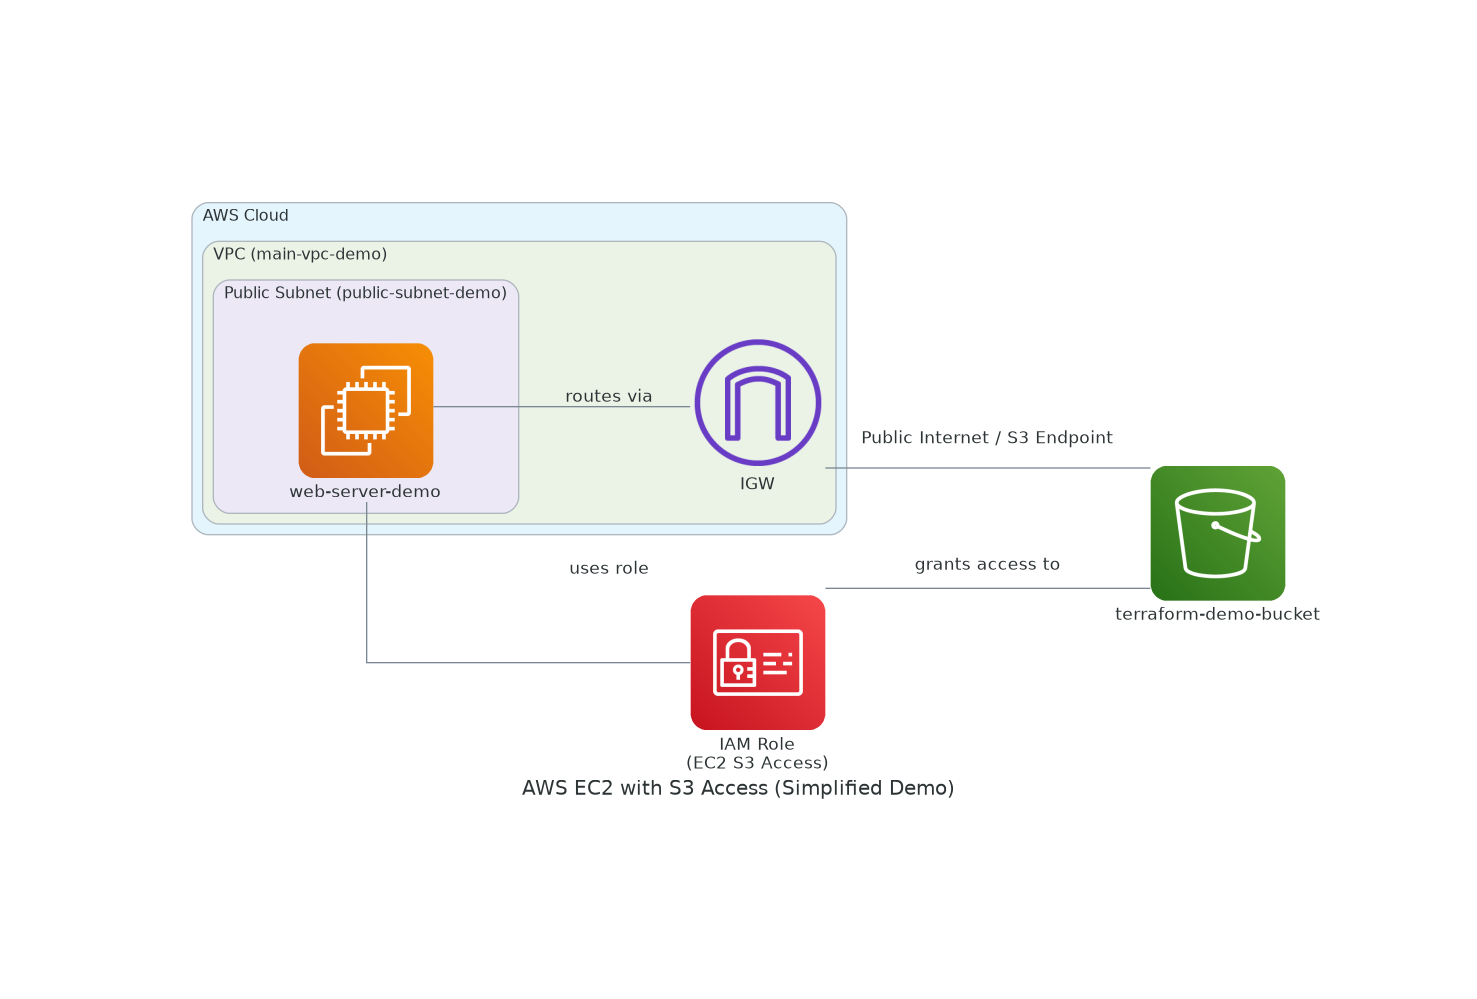 AWS Cloud
VPC (main-vpc-demo)
Public Subnet (public-subnet-demo)
routes via
web-server-demo
IGW
Public Internet / S3 Endpoint
uses role
grants access to
terraform-demo-bucket
IAM Role
(EC2 S3 Access)
AWS EC2 with S3 Access (Simplified Demo)